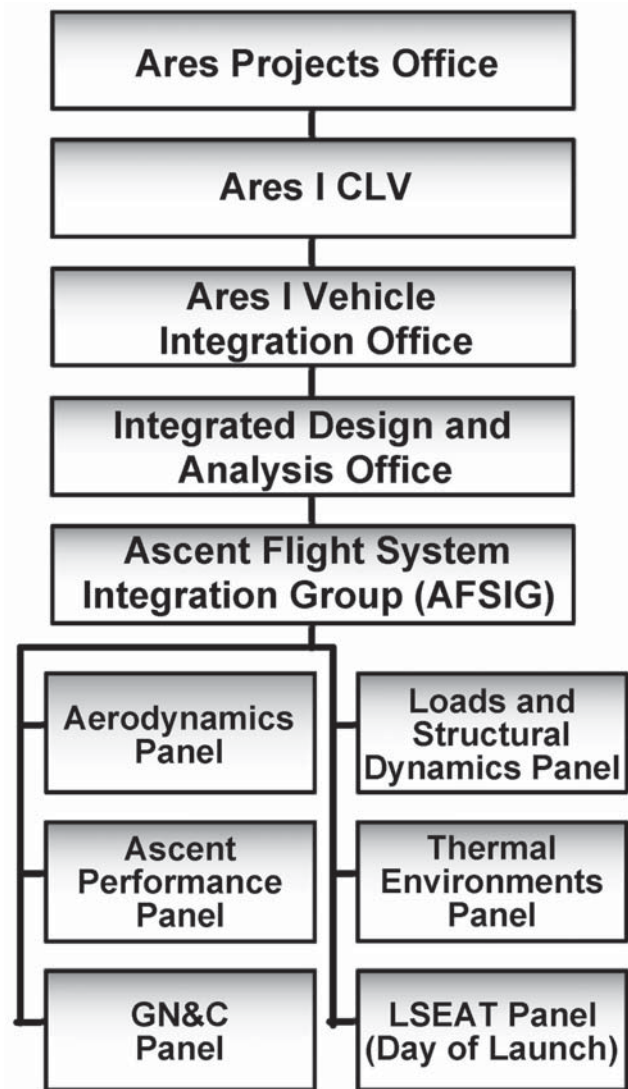 Ares Projects Office
Ares I CLV
Ares I Vehicle
Integration Office
Integrated Design and
Analysis Office
Ascent Flight System
Integration Group (AFSIG)
Aerodynamics
Panel
Loads and
Structural
Dynamics Panel
Ascent
Performance
Panel
Thermal
Environments
Panel
GN&C
Panel
LSEAT Panel
(Day of Launch)